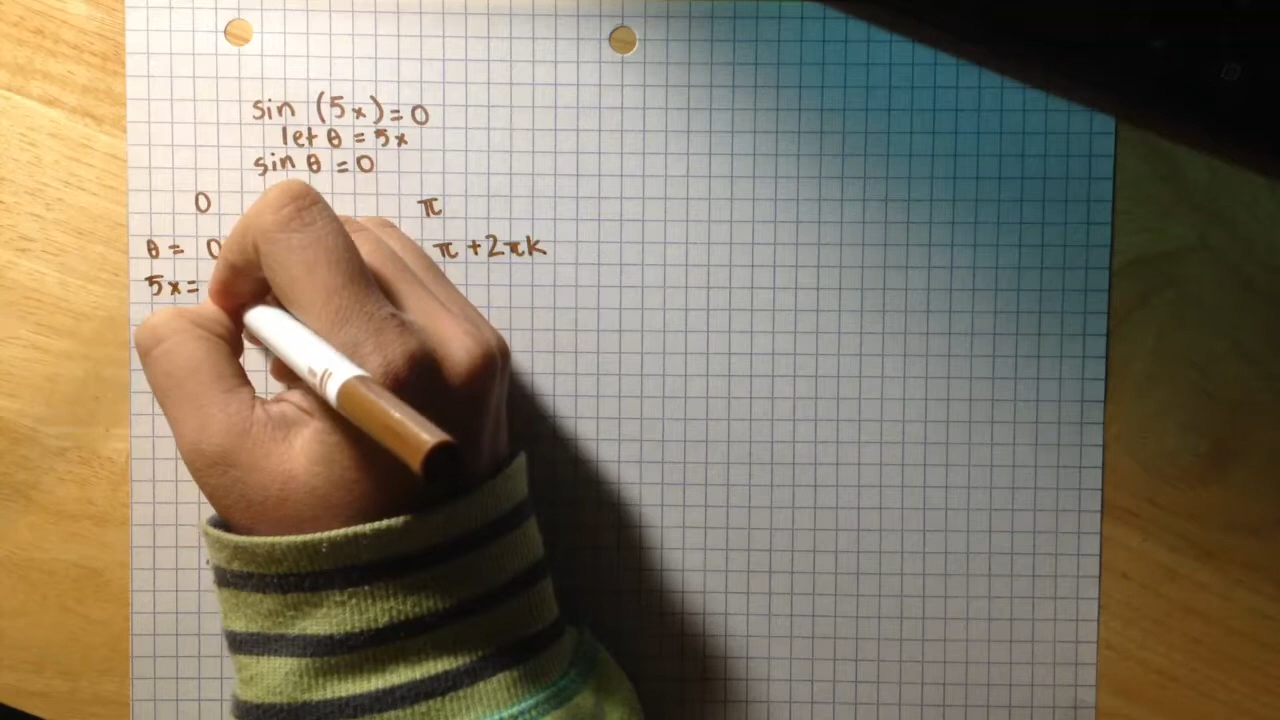 sin (5x) = 0
let θ = 5x
sin θ = 0
0 π
θ = 0 π + 2πk
5x =